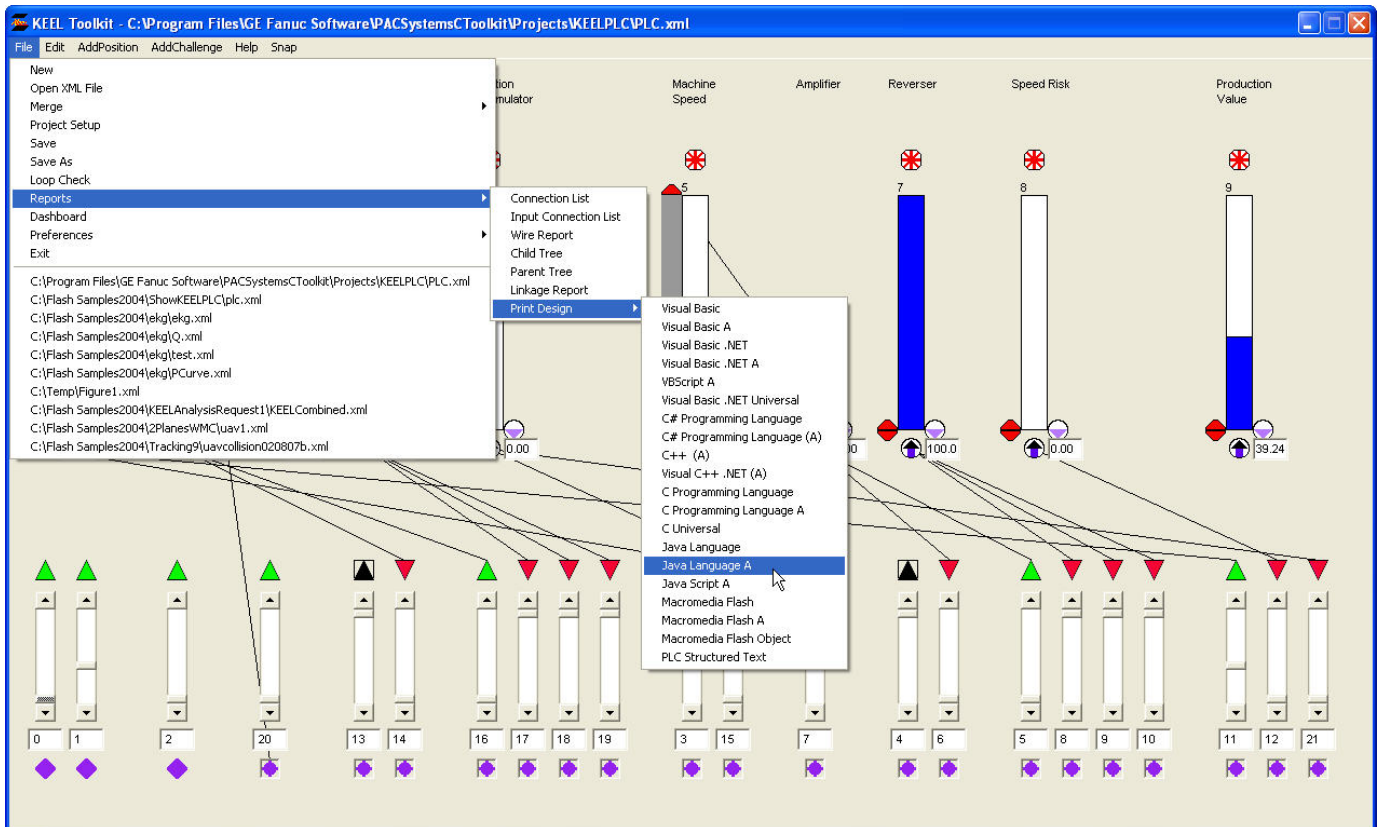 KEEL Toolkit - C:\Program Files\GE Fanuc Software\PACSystemsCToolkit\Projects\KEELPLC\PLC.xml
File Edit AddPosition AddChallenge Help Snap
New
Open XML File
Merge
Project Setup
Save
Save As
Loop Check
Reports
Dashboard
Preferences
Exit
C:\Program Files\GE Fanuc Software\PACSystemsCToolkit\Projects\KEELPLC\PLC.xml
C:\Flash Samples2004\ShowKEELPLC\plc.xml
C:\Flash Samples2004\ekg\ekg.xml
C:\Flash Samples2004\ekg\Q.xml
C:\Flash Samples2004\ekg\test.xml
C:\Flash Samples2004\ekg\PCurve.xml
C:\Temp\Figure1.xml
C:\Flash Samples2004\KEELAnalysisRequest1\KEELCombined.xml
C:\Flash Samples2004\2PlanesWMC\uav1.xml
C:\Flash Samples2004\Tracking9\uavcollision020807b.xml
Connection List
Input Connection List
Wire Report
Child Tree
Parent Tree
Linkage Report
Print Design
Visual Basic
Visual Basic A
Visual Basic .NET
Visual Basic .NET A
VBScript A
Visual Basic .NET Universal
C# Programming Language
C# Programming Language (A)
C++ (A)
Visual C++ .NET (A)
C Programming Language
C Programming Language A
C Universal
Java Language
Java Language A
Java Script A
Macromedia Flash
Macromedia Flash A
Macromedia Flash Object
PLC Structured Text
Machine
Speed
Amplifier
Reverser
Speed Risk
Production
Value
5 7 8 9
0.00 100.0 0.00 39.24
0 1 2 20 13 14 16 17 18 19 3 15 7 4 6 5 8 9 10 11 12 21